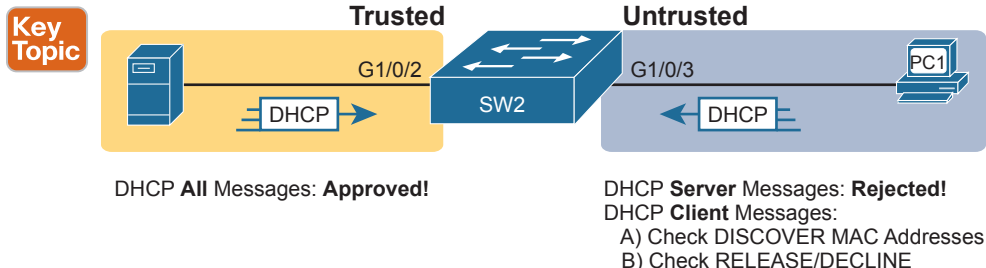 Key
Topic
Trusted
Untrusted
G1/0/2
G1/0/3
PC1
SW2
DHCP
DHCP
DHCP All Messages: Approved!
DHCP Server Messages: Rejected!
DHCP Client Messages:
A) Check DISCOVER MAC Addresses
B) Check RELEASE/DECLINE